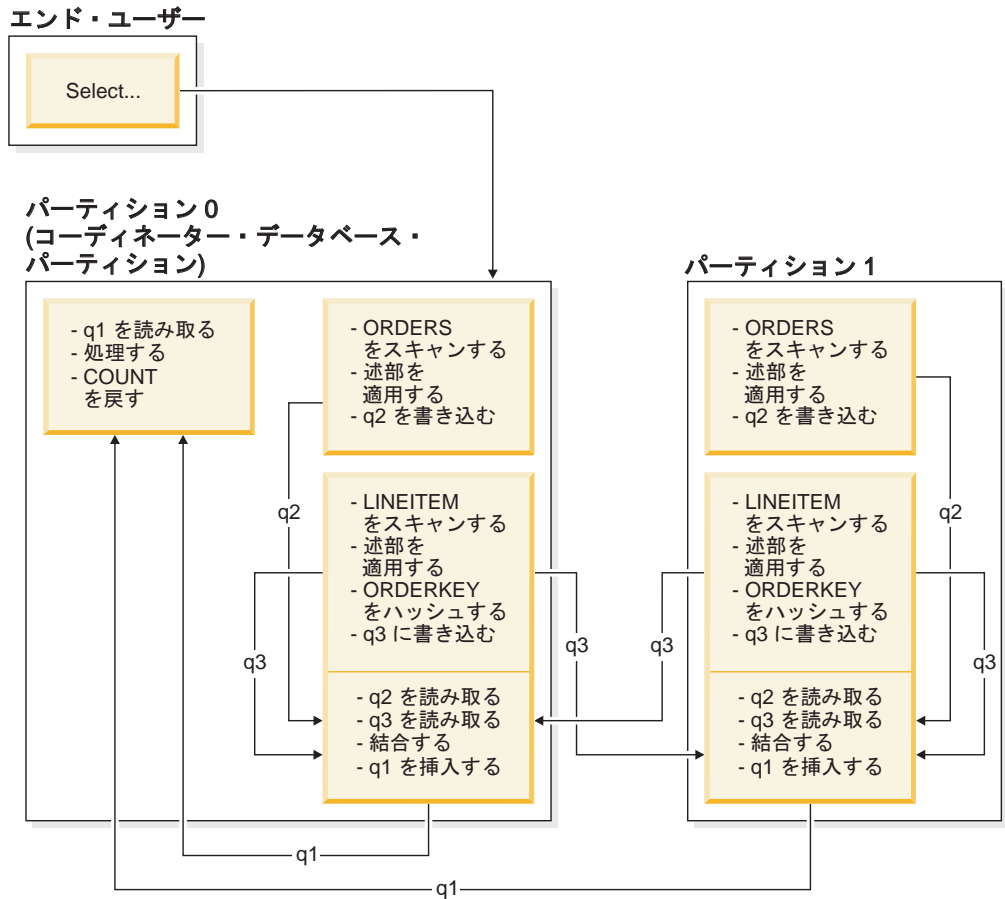 エンド・ユーザー
Select...
パーティション 0
(コーディネーター・データベース・
パーティション)
- q1 を読み取る
- 処理する
- COUNT
を戻す
- ORDERS
をスキャンする
- 述部を
適用する
- q2 を書き込む
q2
- LINEITEM
をスキャンする
- 述部を
適用する
- ORDERKEY
をハッシュする
- q3 に書き込む
q3
q3
- q2 を読み取る
- q3 を読み取る
- 結合する
- q1 を挿入する
パーティション 1
- ORDERS
をスキャンする
- 述部を
適用する
- q2 を書き込む
q2
- LINEITEM
をスキャンする
- 述部を
適用する
- ORDERKEY
をハッシュする
- q3 に書き込む
q3
q3
- q2 を読み取る
- q3 を読み取る
- 結合する
- q1 を挿入する
q1
q1